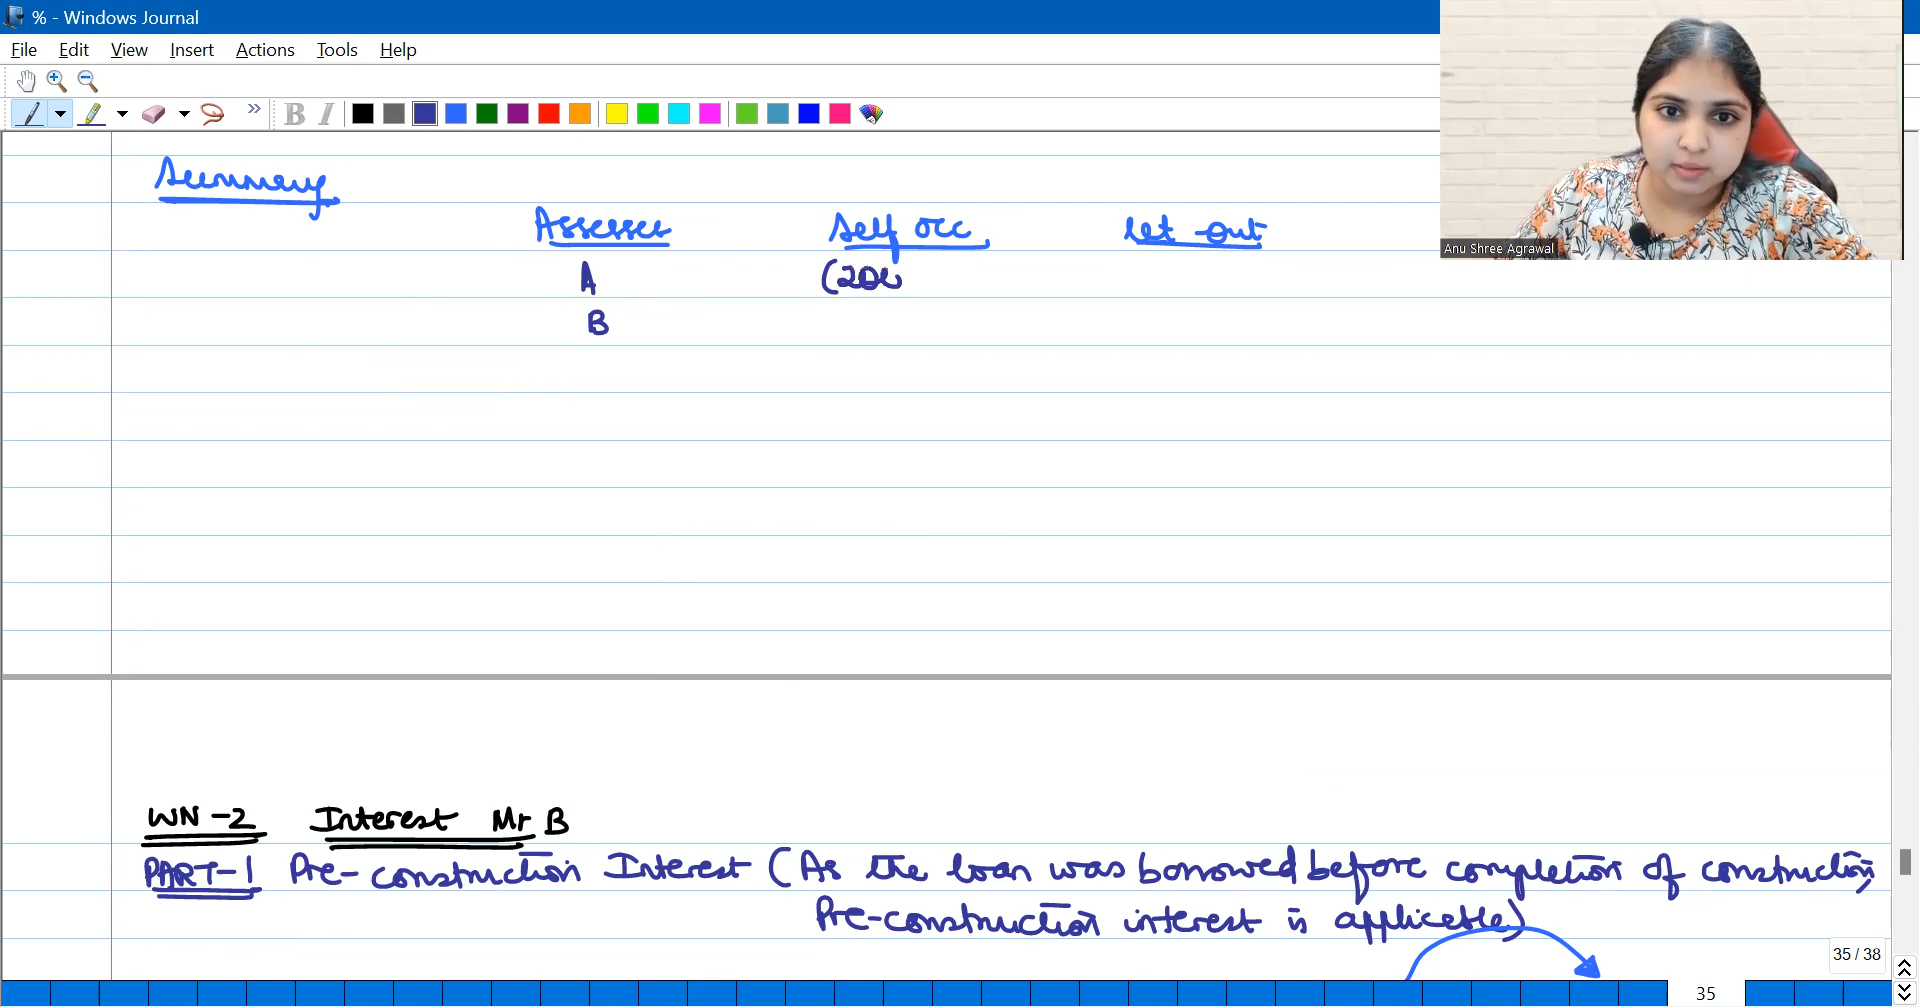 % - Windows Journal
File Edit View Insert Actions Tools Help
B I
Summary
Assessee Self occ Let-out
Anu Shree Agrawal
A (200
B
WN-2 Interest Mr B
PART-1 Pre-construction Interest (As the loan was borrowed before completion of construction,
Pre-construction interest is applicable)
35 / 38
35